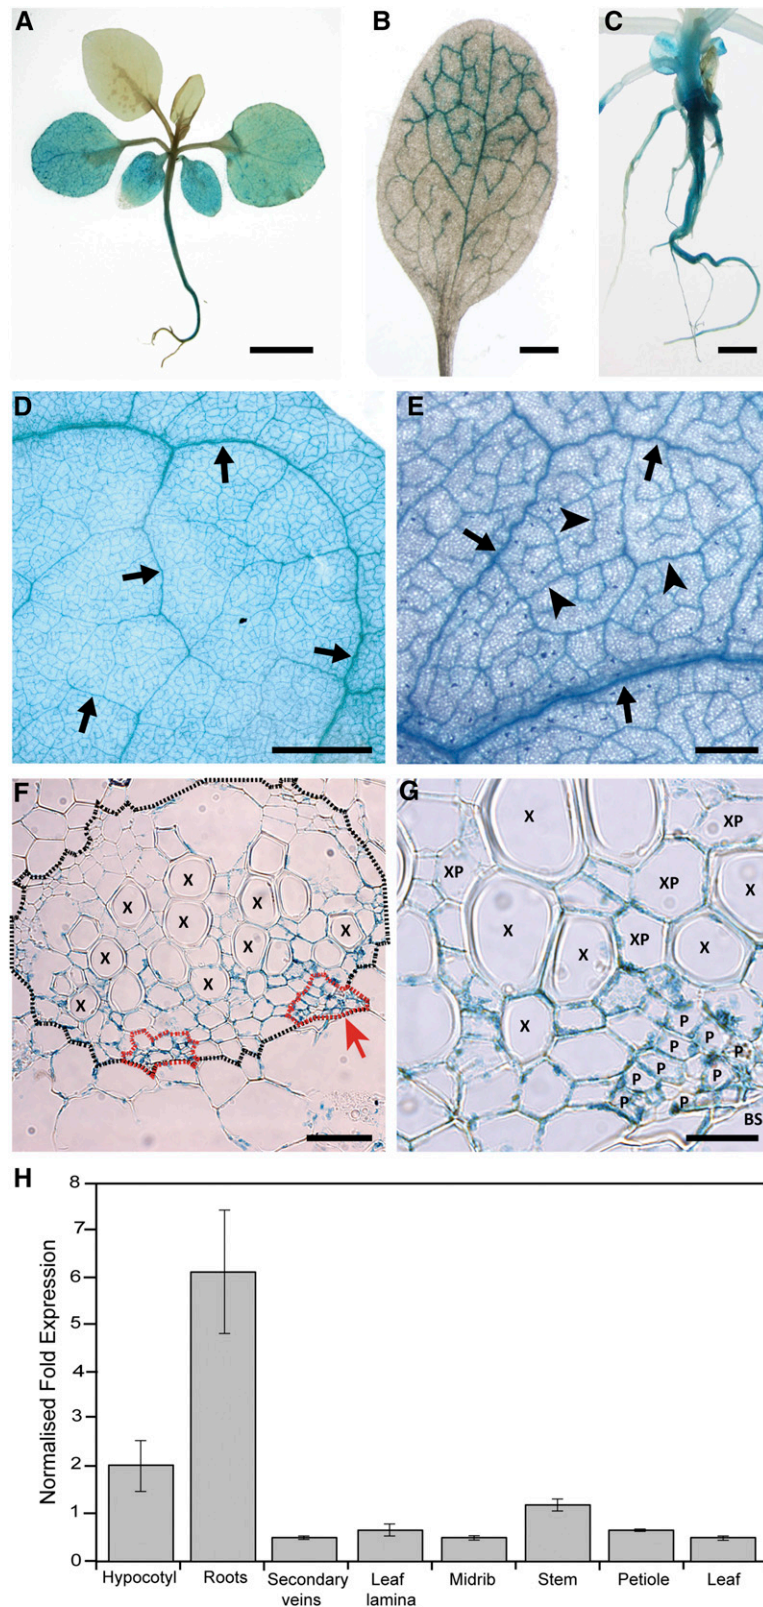 A
B
C
D
E
F
X
X
X
X
X
X
X
X
G
X
XP
XP
XP
X
X
XP
X
X
X
P
P
P
P
P
P
P
P
P
BS
H
Normalised Fold Expression
8
7
6
5
4
3
2
1
0
Hypocotyl
Roots
Secondary
veins
Leaf
lamina
Midrib
Stem
Petiole
Leaf